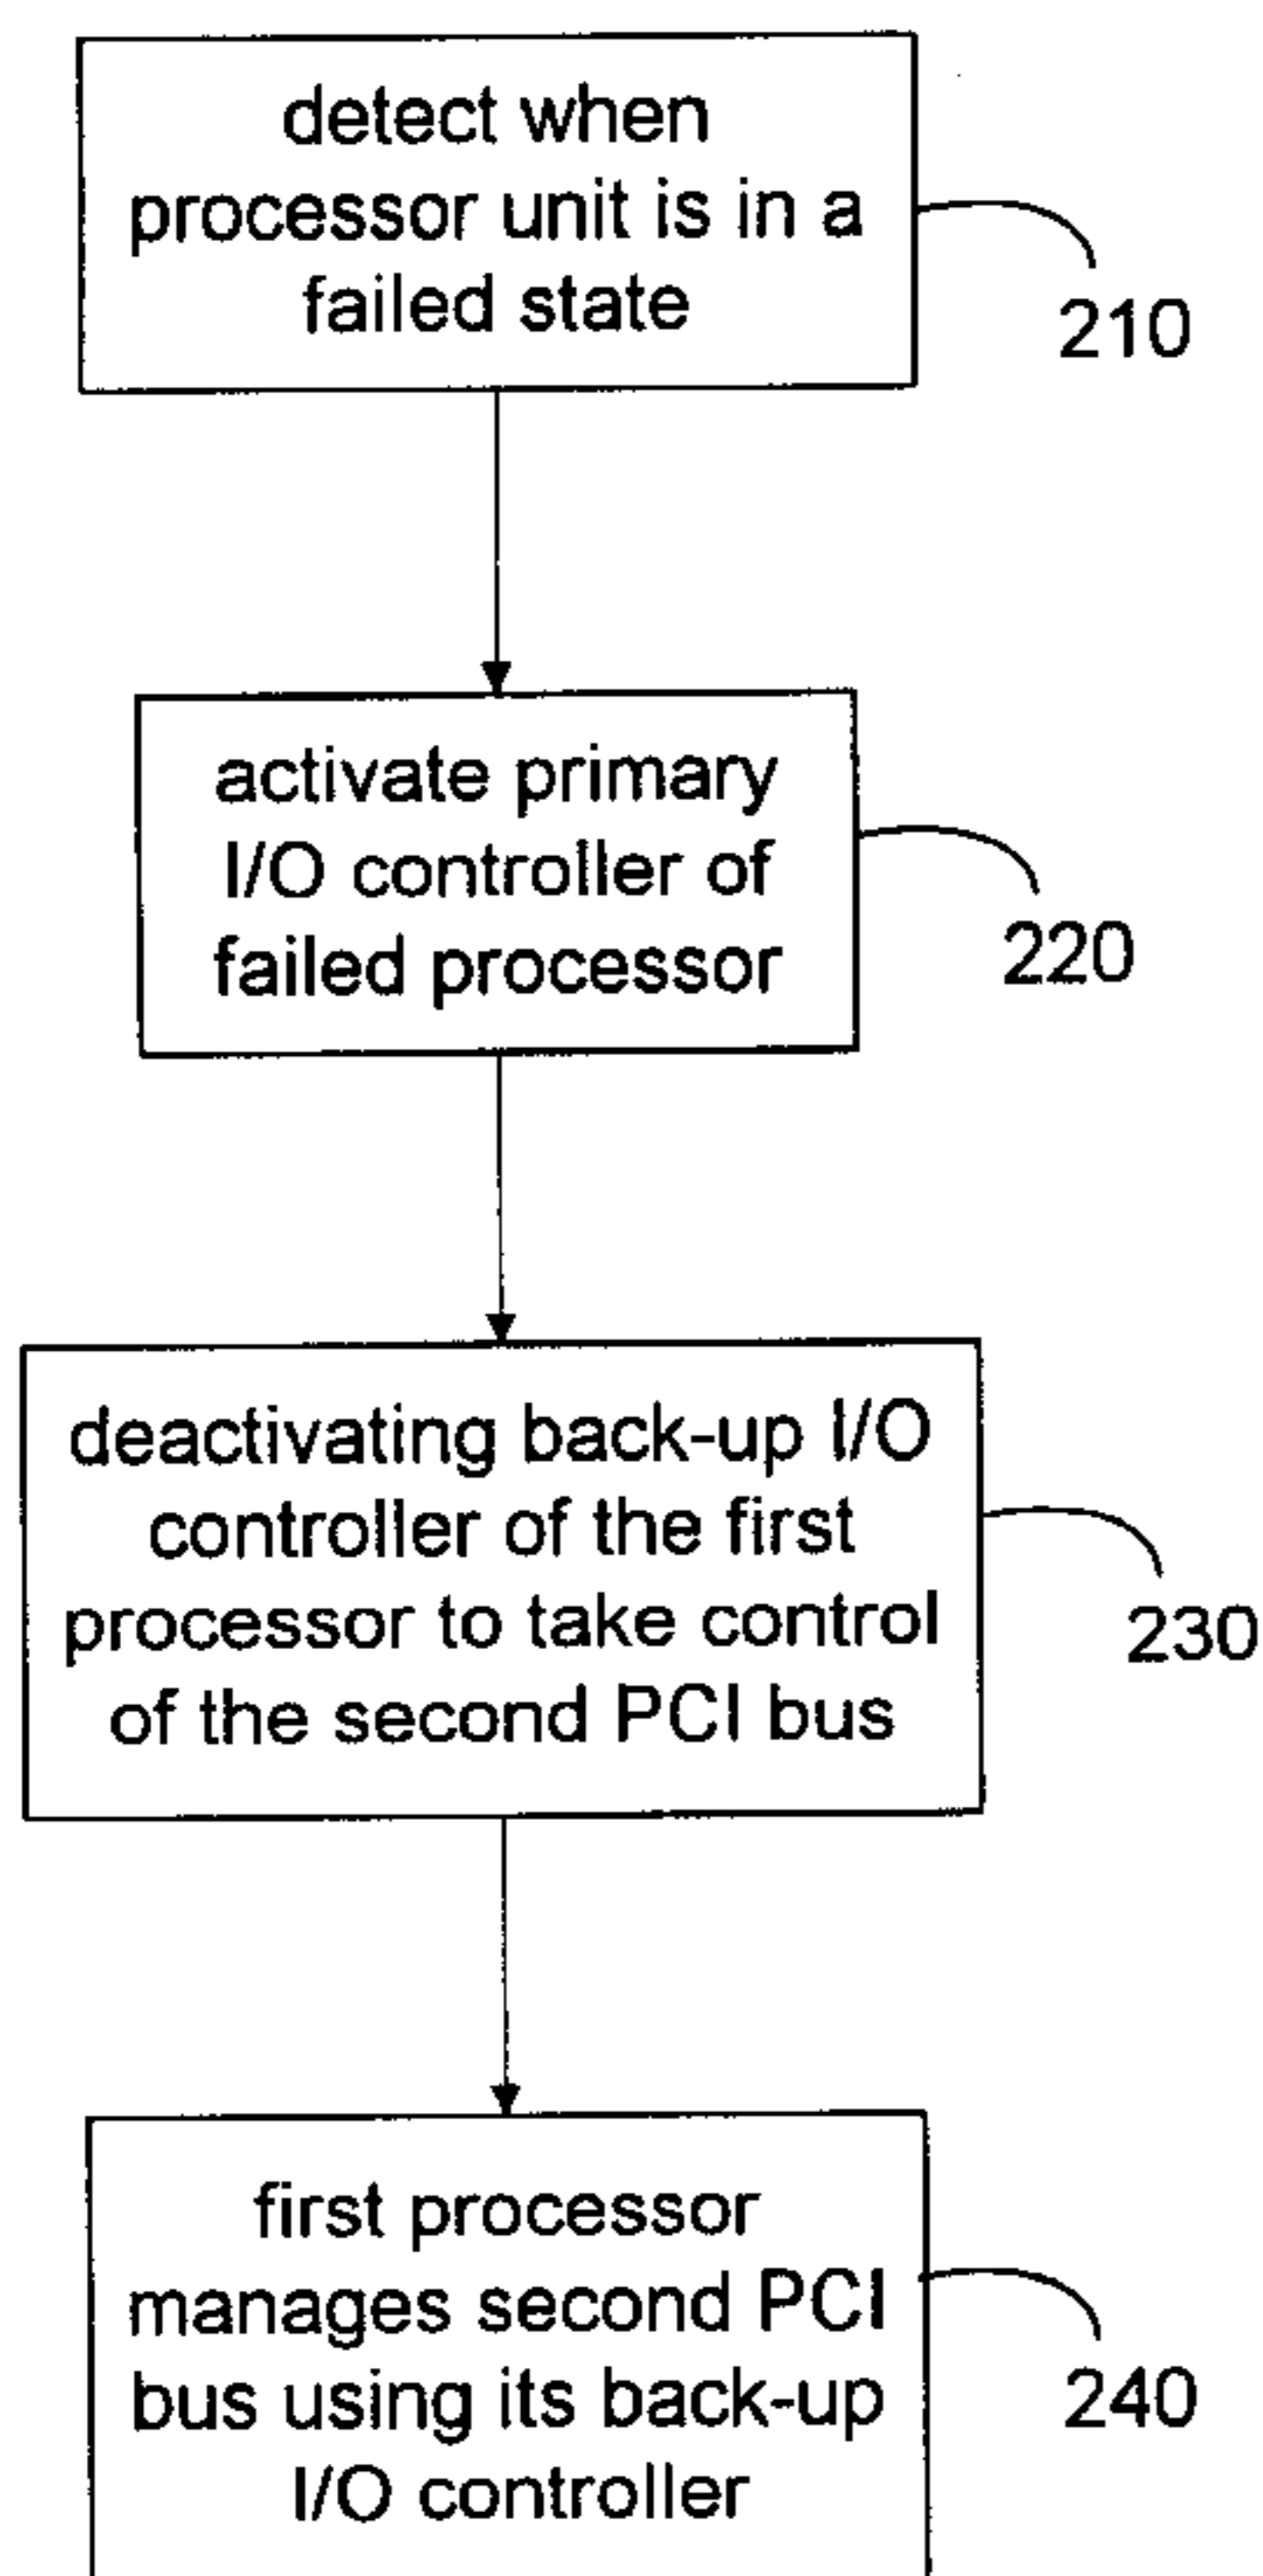 detect when
processor unit is in a
failed state
210
activate primary
I/O controller of
failed processor
220
deactivating back-up I/O
controller of the first
processor to take control
of the second PCI bus
230
first processor
manages second PCI
bus using its back-up
I/O controller
240